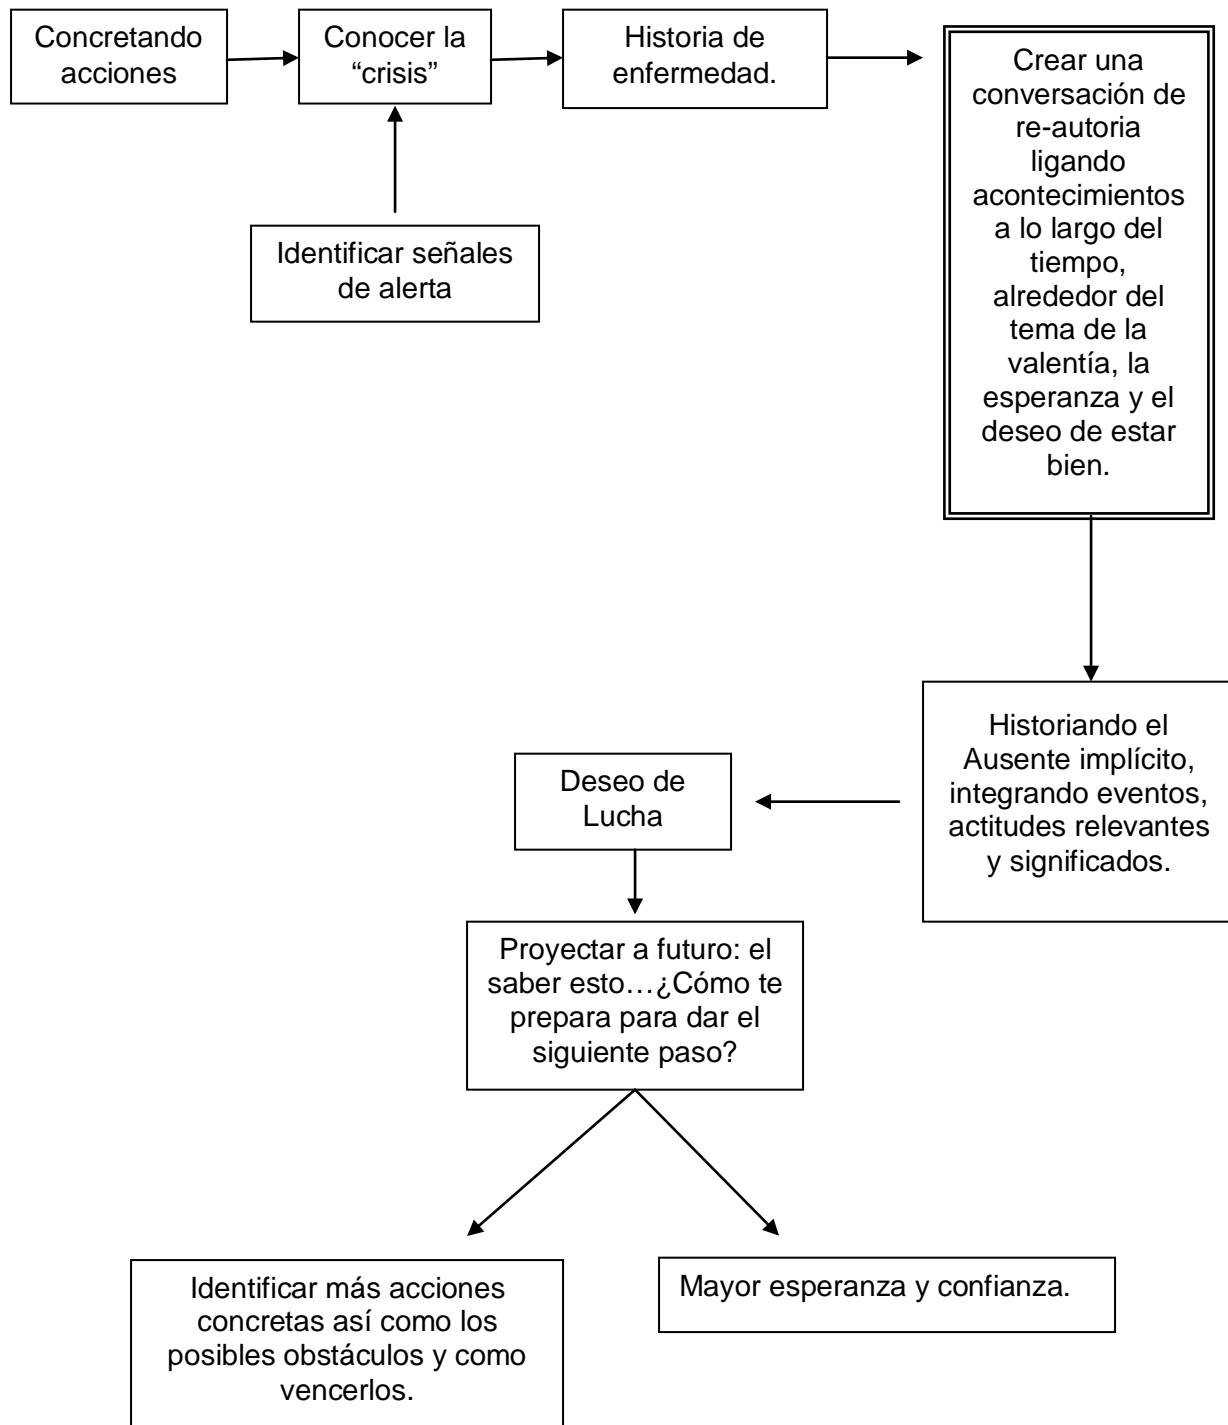 Concretando
acciones
Conocer la
“crisis”
Historia de
enfermedad.
Crear una
conversación de
re-autoria
ligando
acontecimientos
a lo largo del
tiempo,
alrededor del
tema de la
valentía, la
esperanza y el
deseo de estar
bien.
Identificar señales
de alerta
Historiando el
Ausente implícito,
integrando eventos,
actitudes relevantes
y significados.
Deseo de
Lucha
Proyectar a futuro: el
saber esto…¿Cómo te
prepara para dar el
siguiente paso?
Identificar más acciones
concretas así como los
posibles obstáculos y como
vencerlos.
Mayor esperanza y confianza.